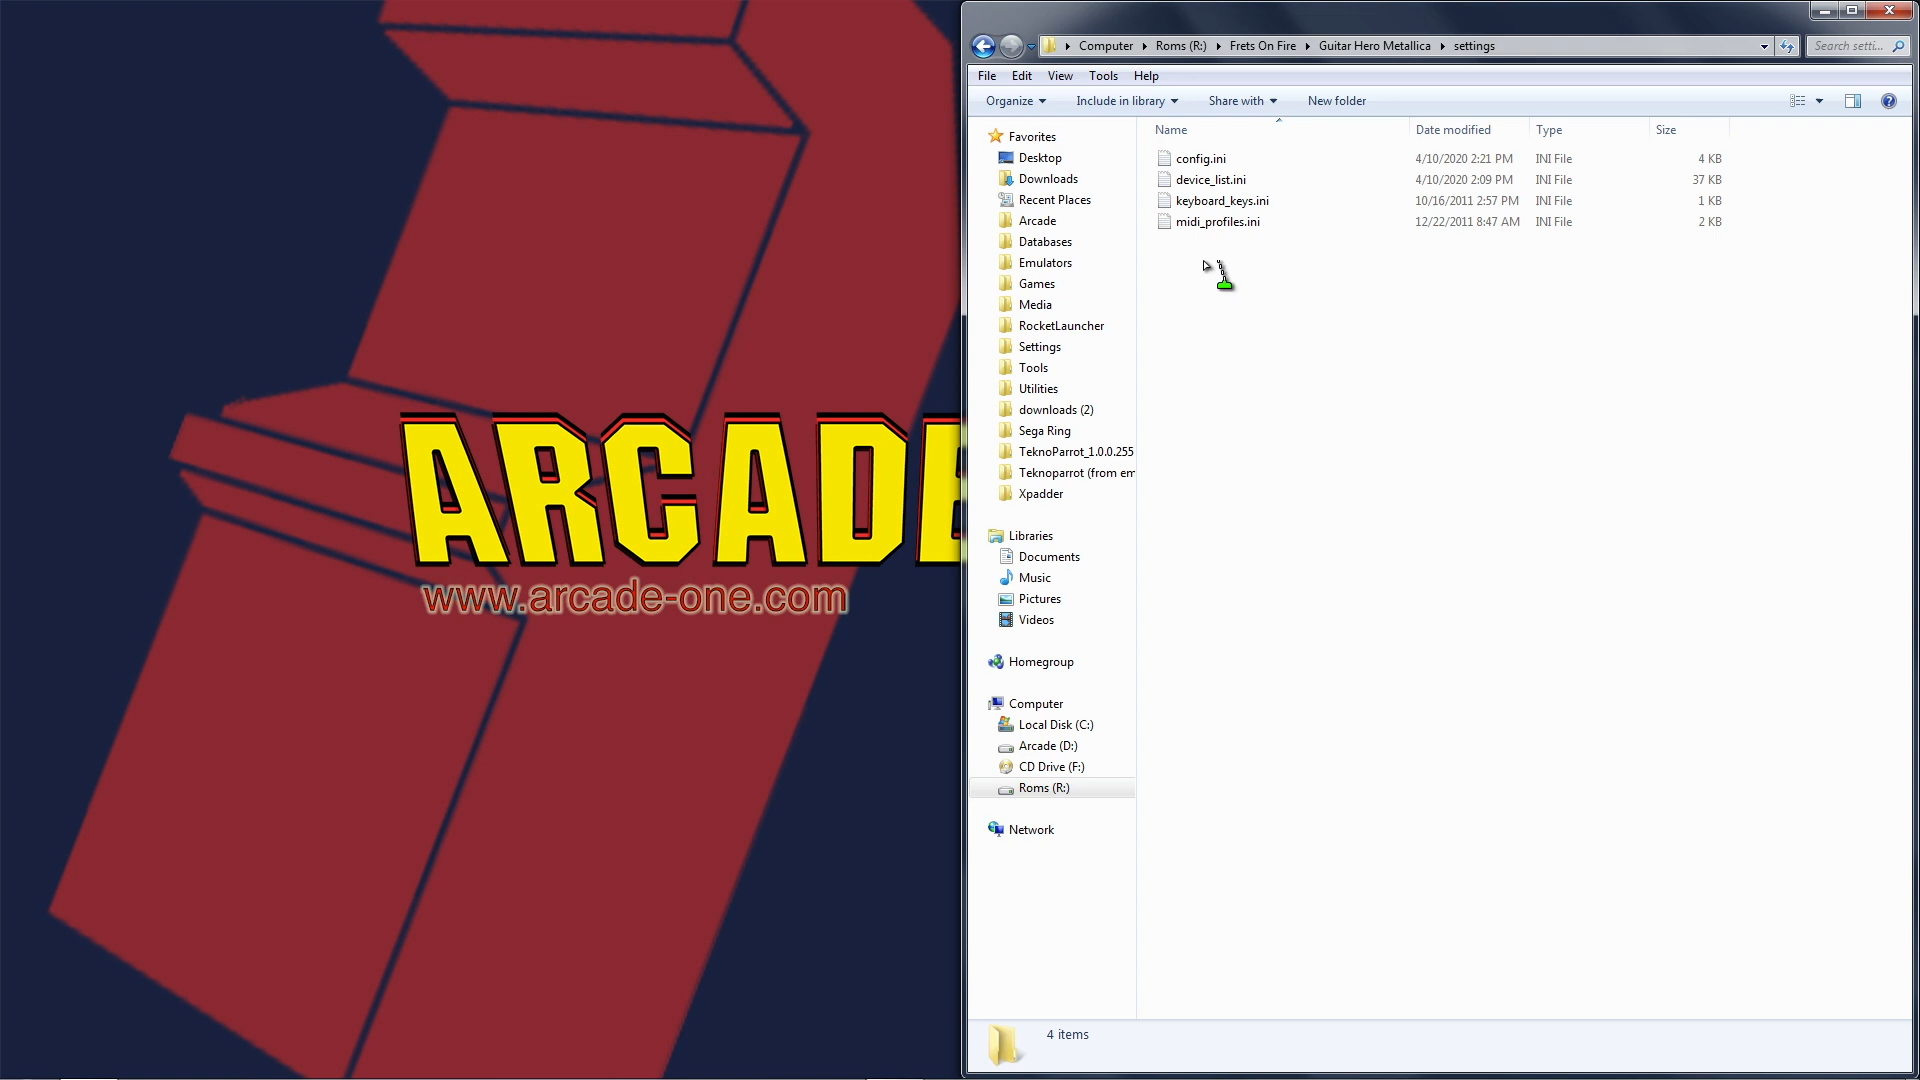 ARCADE
www.arcade-one.com
Computer Roms (R:) Frets On Fire Guitar Hero Metallica settings
Search setti...
File Edit View Tools Help
Organize Include in library Share with New folder
Name Date modified Type Size
config.ini 4/10/2020 2:21 PM INI File 4 KB
device_list.ini 4/10/2020 2:09 PM INI File 37 KB
keyboard_keys.ini 10/16/2011 2:57 PM INI File 1 KB
midi_profiles.ini 12/22/2011 8:47 AM INI File 2 KB
Favorites
Desktop
Downloads
Recent Places
Arcade
Databases
Emulators
Games
Media
RocketLauncher
Settings
Tools
Utilities
downloads (2)
Sega Ring
TeknoParrot_1.0.0.255
Teknoparrot (from em
Xpadder
Libraries
Documents
Music
Pictures
Videos
Homegroup
Computer
Local Disk (C:)
Arcade (D:)
CD Drive (F:)
Roms (R:)
Network
4 items